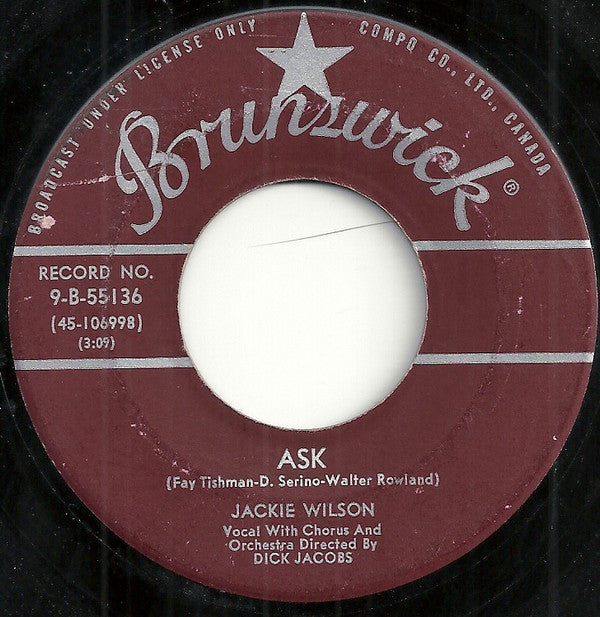 BROADCAST UNDER LICENSE ONLY
COMPO CO., LTD., CANADA
Brunswick®
RECORD NO.
9-B-55136
(45-106998)
(3:09)
ASK
(Fay Tishman-D. Serino-Walter Rowland)
JACKIE WILSON
Vocal With Chorus And
Orchestra Directed By
DICK JACOBS